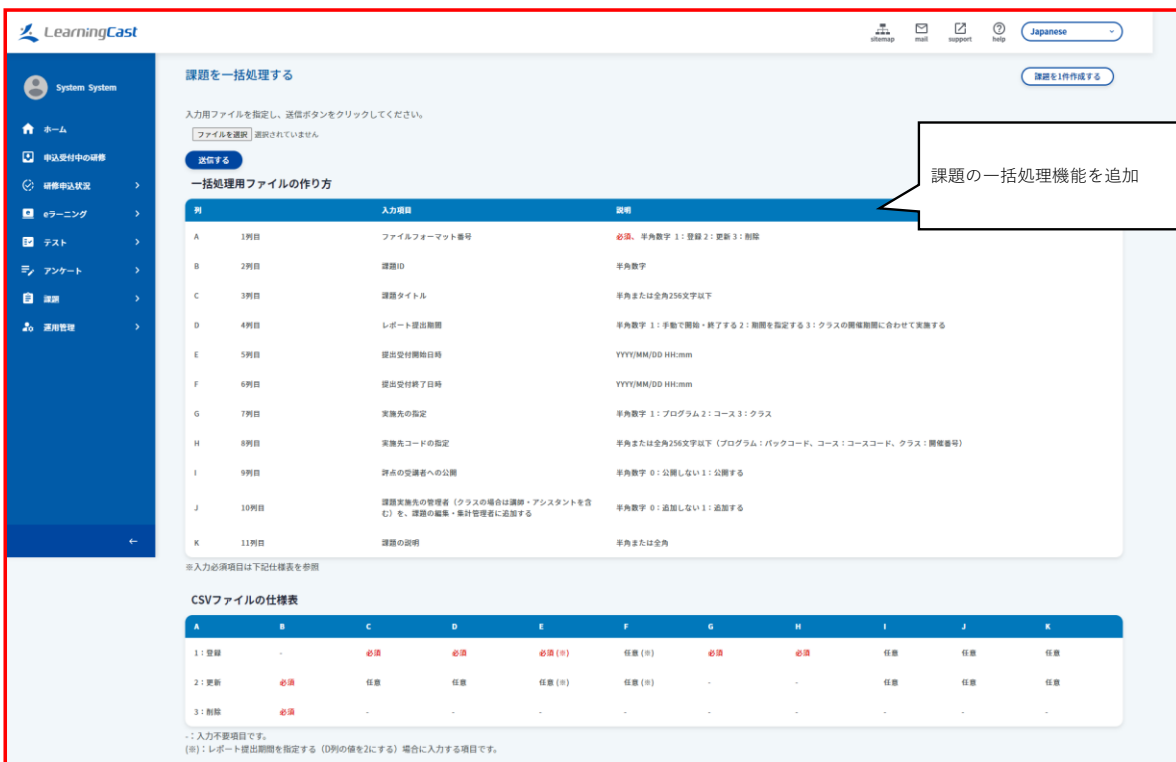 LearningCast
sitemap mail support help Japanese
System System
ホーム
申込受付中の研修
研修申込状況
eラーニング
テスト
アンケート
課題
運用管理
課題を一括処理する
課題を1件作成する
入力用ファイルを指定し、送信ボタンをクリックしてください。
ファイルを選択 選択されていません
送信する
課題の一括処理機能を追加
一括処理用ファイルの作り方
列 入力項目 説明
A 1列目 ファイルフォーマット番号 必須、半角数字 1：登録 2：更新 3：削除
B 2列目 課題ID 半角数字
C 3列目 課題タイトル 半角または全角256文字以下
D 4列目 レポート提出期間 半角数字 1：手動で開始・終了する 2：期間を指定する 3：クラスの開催期間に合わせて実施する
E 5列目 提出受付開始日時 YYYY/MM/DD HH:mm
F 6列目 提出受付終了日時 YYYY/MM/DD HH:mm
G 7列目 実施先の指定 半角数字 1：プログラム 2：コース 3：クラス
H 8列目 実施先コードの指定 半角または全角256文字以下（プログラム：パックコード、コース：コースコード、クラス：開催番号）
I 9列目 評点の受講者への公開 半角数字 0：公開しない 1：公開する
J 10列目 課題実施先の管理者（クラスの場合は講師・アシスタントを含
む）を、課題の編集・集計管理者に追加する 半角数字 0：追加しない 1：追加する
K 11列目 課題の説明 半角または全角
※入力必須項目は下記仕様表を参照
CSVファイルの仕様表
A B C D E F G H I J K
1：登録 - 必須 必須 必須 (※) 任意 (※) 必須 必須 任意 任意 任意
2：更新 必須 任意 任意 任意 (※) 任意 (※) - - 任意 任意 任意
3：削除 必須 - - - - - - - - -
-：入力不要項目です。
(※)：レポート提出期間を指定する（D列の値を2にする）場合に入力する項目です。